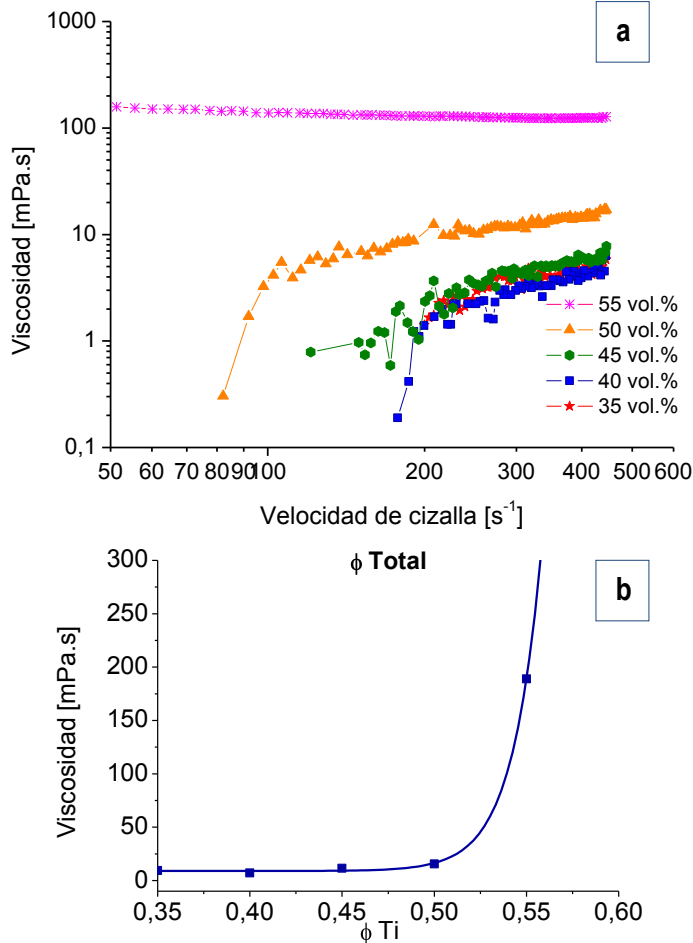 a
1000
100
10
1
0,1
Viscosidad [mPa.s]
55 vol.%
50 vol.%
45 vol.%
40 vol.%
35 vol.%
50 60 70 80 90 100 200 300 400 500 600
Velocidad de cizalla [s⁻¹]
ϕ Total
b
300
250
200
150
100
50
0
Viscosidad [mPa.s]
0,35 0,40 0,45 0,50 0,55 0,60
ϕ Ti